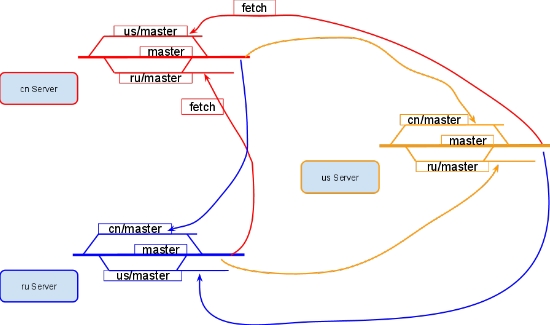 fetch
us/master
master
ru/master
cn Server
fetch
cn/master
master
ru/master
us Server
cn/master
master
us/master
ru Server